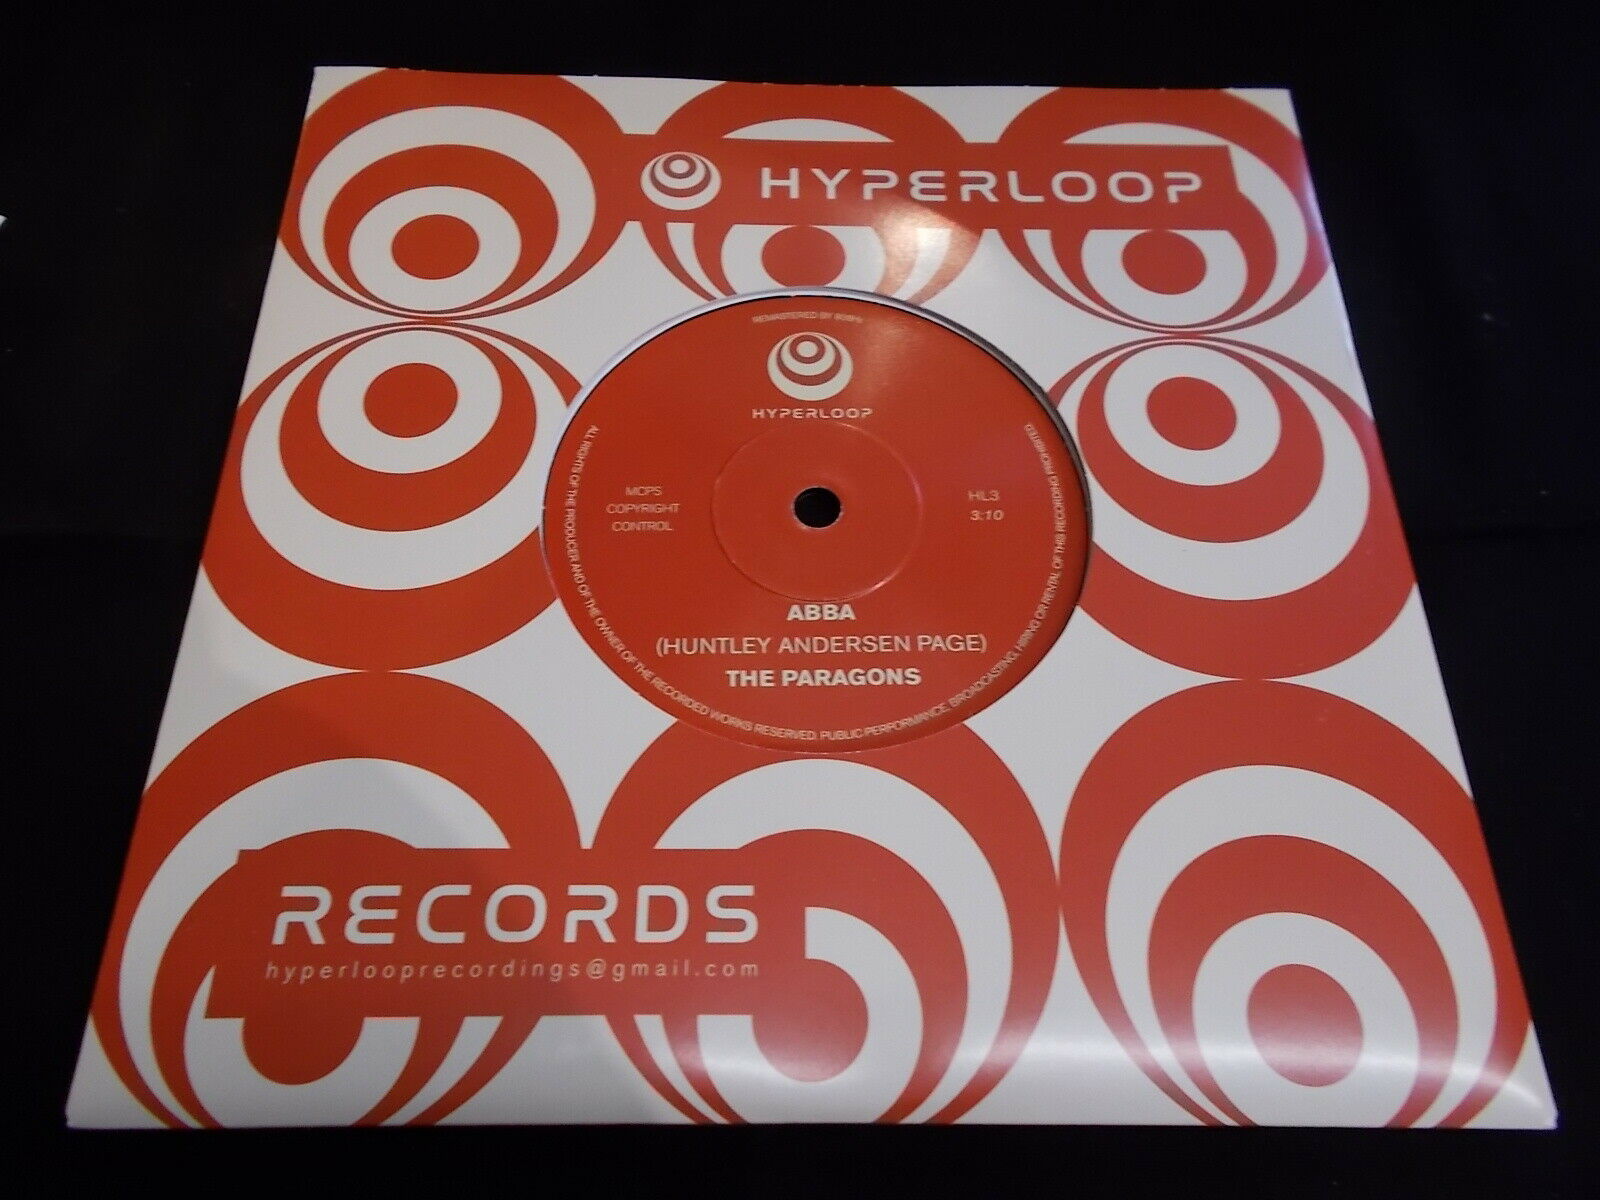 HYPERLOOP
REMASTERED BY
HYPERLOOP
MCPS
COPYRIGHT
CONTROL
HL3
3:10
ABBA
(HUNTLEY ANDERSEN PAGE)
THE PARAGONS
ALL RIGHTS OF THE PRODUCER AND OF THE OWNER OF THE RECORDED WORKS RESERVED. PUBLIC PERFORMANCE, BROADCASTING, HIRING OR RENTAL OF THIS RECORDING PROHIBITED.
RECORDS
hyperlooprecordings@gmail.com